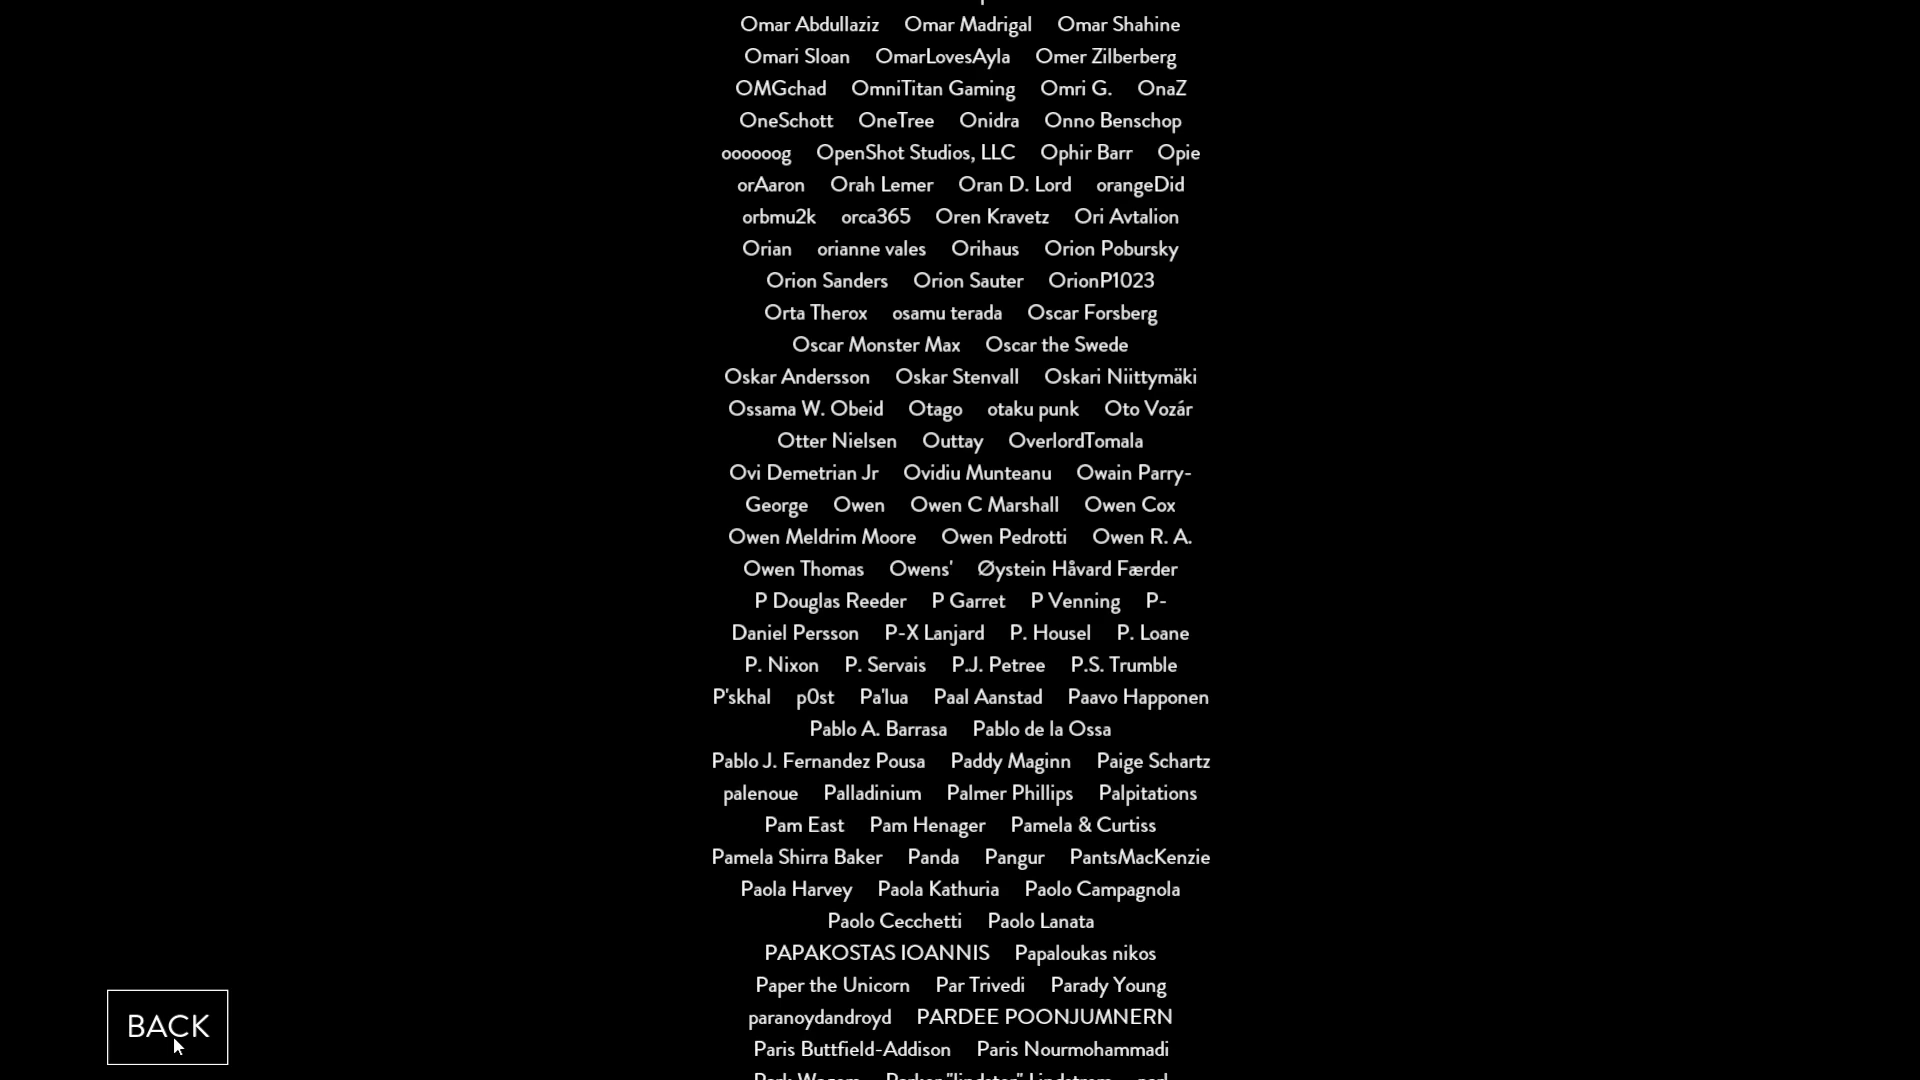 Omar Abdullaziz Omar Madrigal Omar Shahine
Omari Sloan OmarLovesAyla Omer Zilberberg
OMGchad OmniTitan Gaming Omri G. OnaZ
OneSchott OneTree Onidra Onno Benschop
oooooog OpenShot Studios, LLC Ophir Barr Opie
orAaron Orah Lemer Oran D. Lord orangeDid
orbmu2k orca365 Oren Kravetz Ori Avtalion
Orian orianne vales Orihaus Orion Pobursky
Orion Sanders Orion Sauter OrionP1023
Orta Therox osamu terada Oscar Forsberg
Oscar Monster Max Oscar the Swede
Oskar Andersson Oskar Stenvall Oskari Niittymäki
Ossama W. Obeid Otago otaku punk Oto Vozár
Otter Nielsen Outtay OverlordTomala
Ovi Demetrian Jr Ovidiu Munteanu Owain Parry-
George Owen Owen C Marshall Owen Cox
Owen Meldrim Moore Owen Pedrotti Owen R. A.
Owen Thomas Owens' Øystein Håvard Færder
P Douglas Reeder P Garret P Venning P-
Daniel Persson P-X Lanjard P. Housel P. Loane
P. Nixon P. Servais P.J. Petree P.S. Trumble
P'skhal p0st Pa'lua Paal Aanstad Paavo Happonen
Pablo A. Barrasa Pablo de la Ossa
Pablo J. Fernandez Pousa Paddy Maginn Paige Schartz
palenoue Palladinium Palmer Phillips Palpitations
Pam East Pam Henager Pamela & Curtiss
Pamela Shirra Baker Panda Pangur PantsMacKenzie
Paola Harvey Paola Kathuria Paolo Campagnola
Paolo Cecchetti Paolo Lanata
PAPAKOSTAS IOANNIS Papaloukas nikos
Paper the Unicorn Par Trivedi Parady Young
paranoydandroyd PARDEE POONJUMNERN
Paris Buttfield-Addison Paris Nourmohammadi
BACK